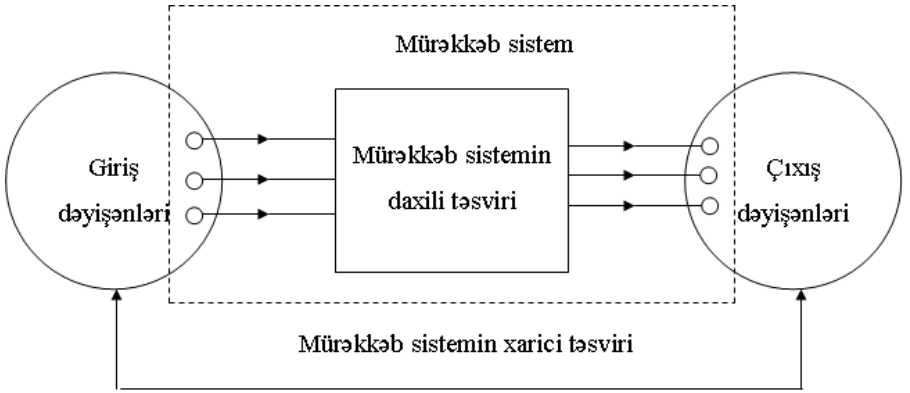 Mürəkkəb sistem
Giriş
dəyişənləri
Mürəkkəb sistemin
daxili təsviri
Çıxış
dəyişənləri
Mürəkkəb sistemin xarici təsviri